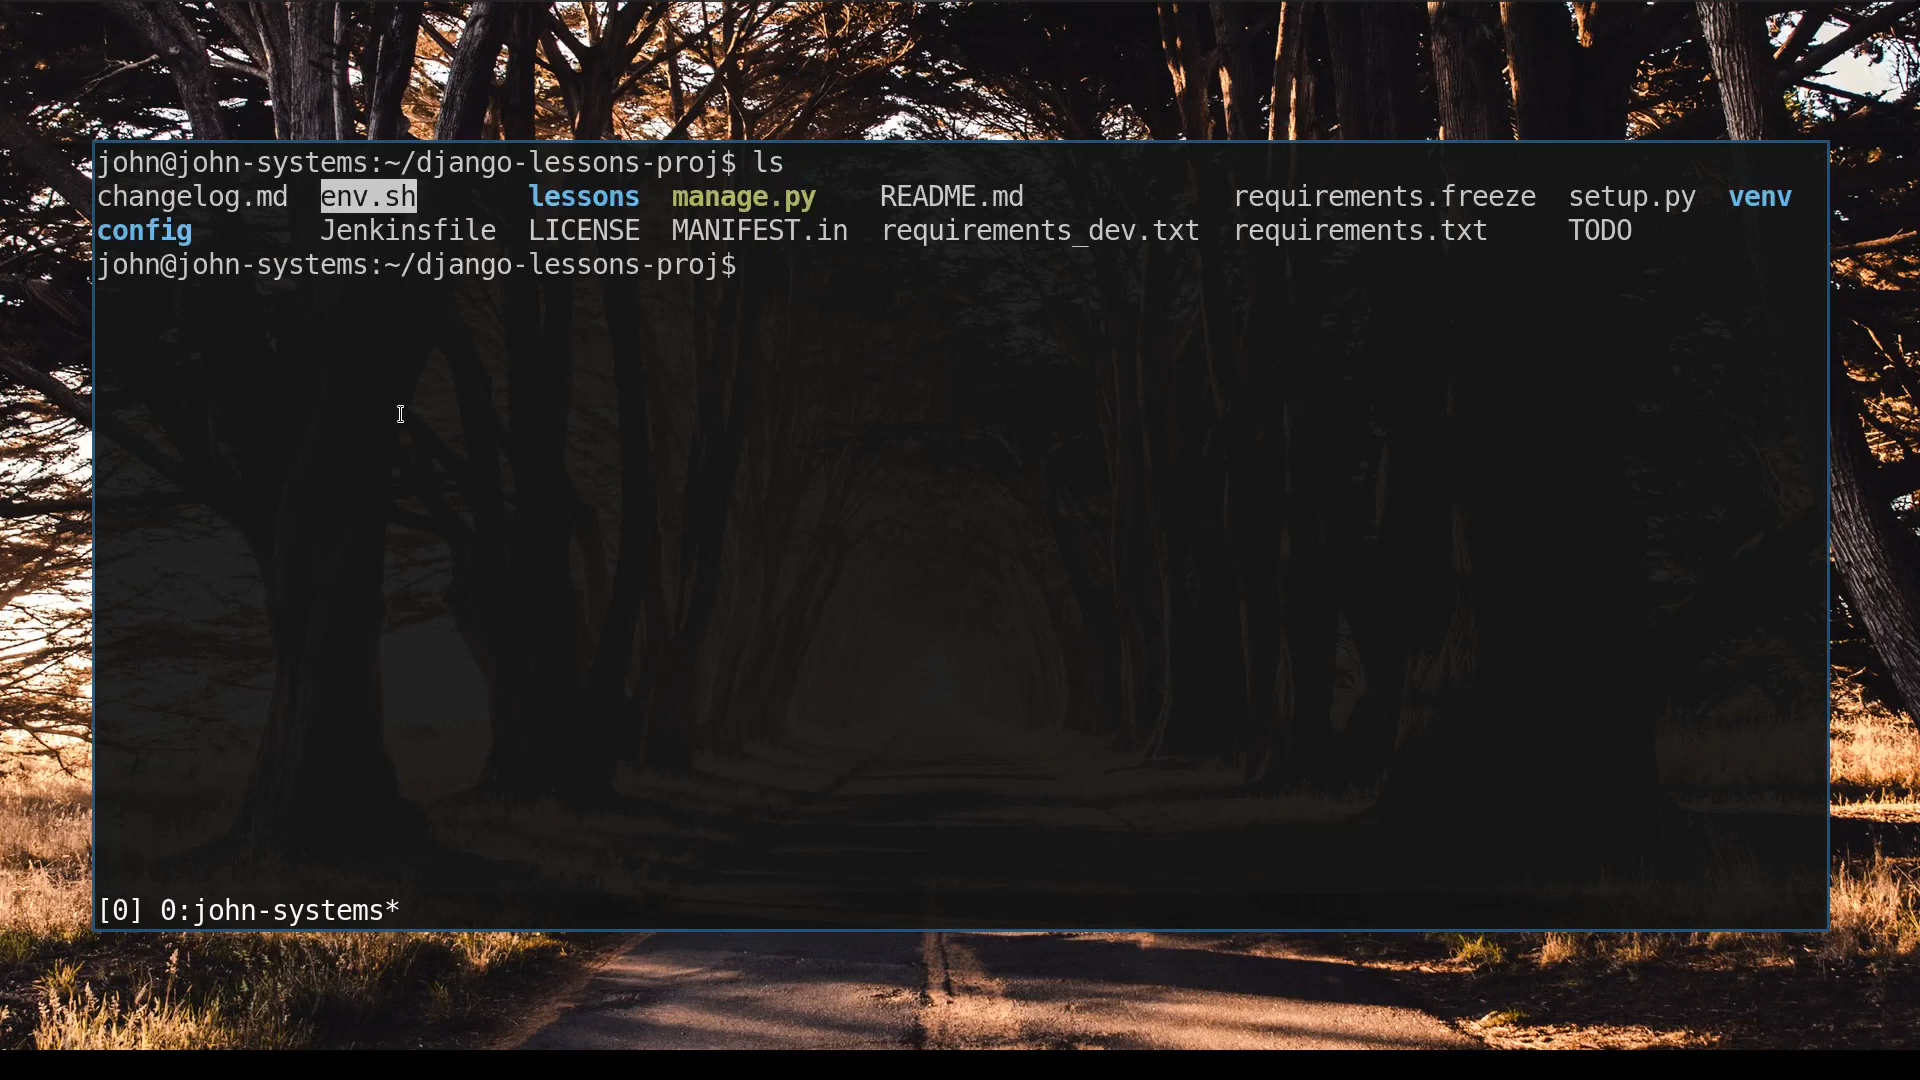 john@john-systems:~/django-lessons-proj$ ls
changelog.md env.sh lessons manage.py README.md requirements.freeze setup.py venv
config Jenkinsfile LICENSE MANIFEST.in requirements_dev.txt requirements.txt TODO
john@john-systems:~/django-lessons-proj$
[0] 0:john-systems*